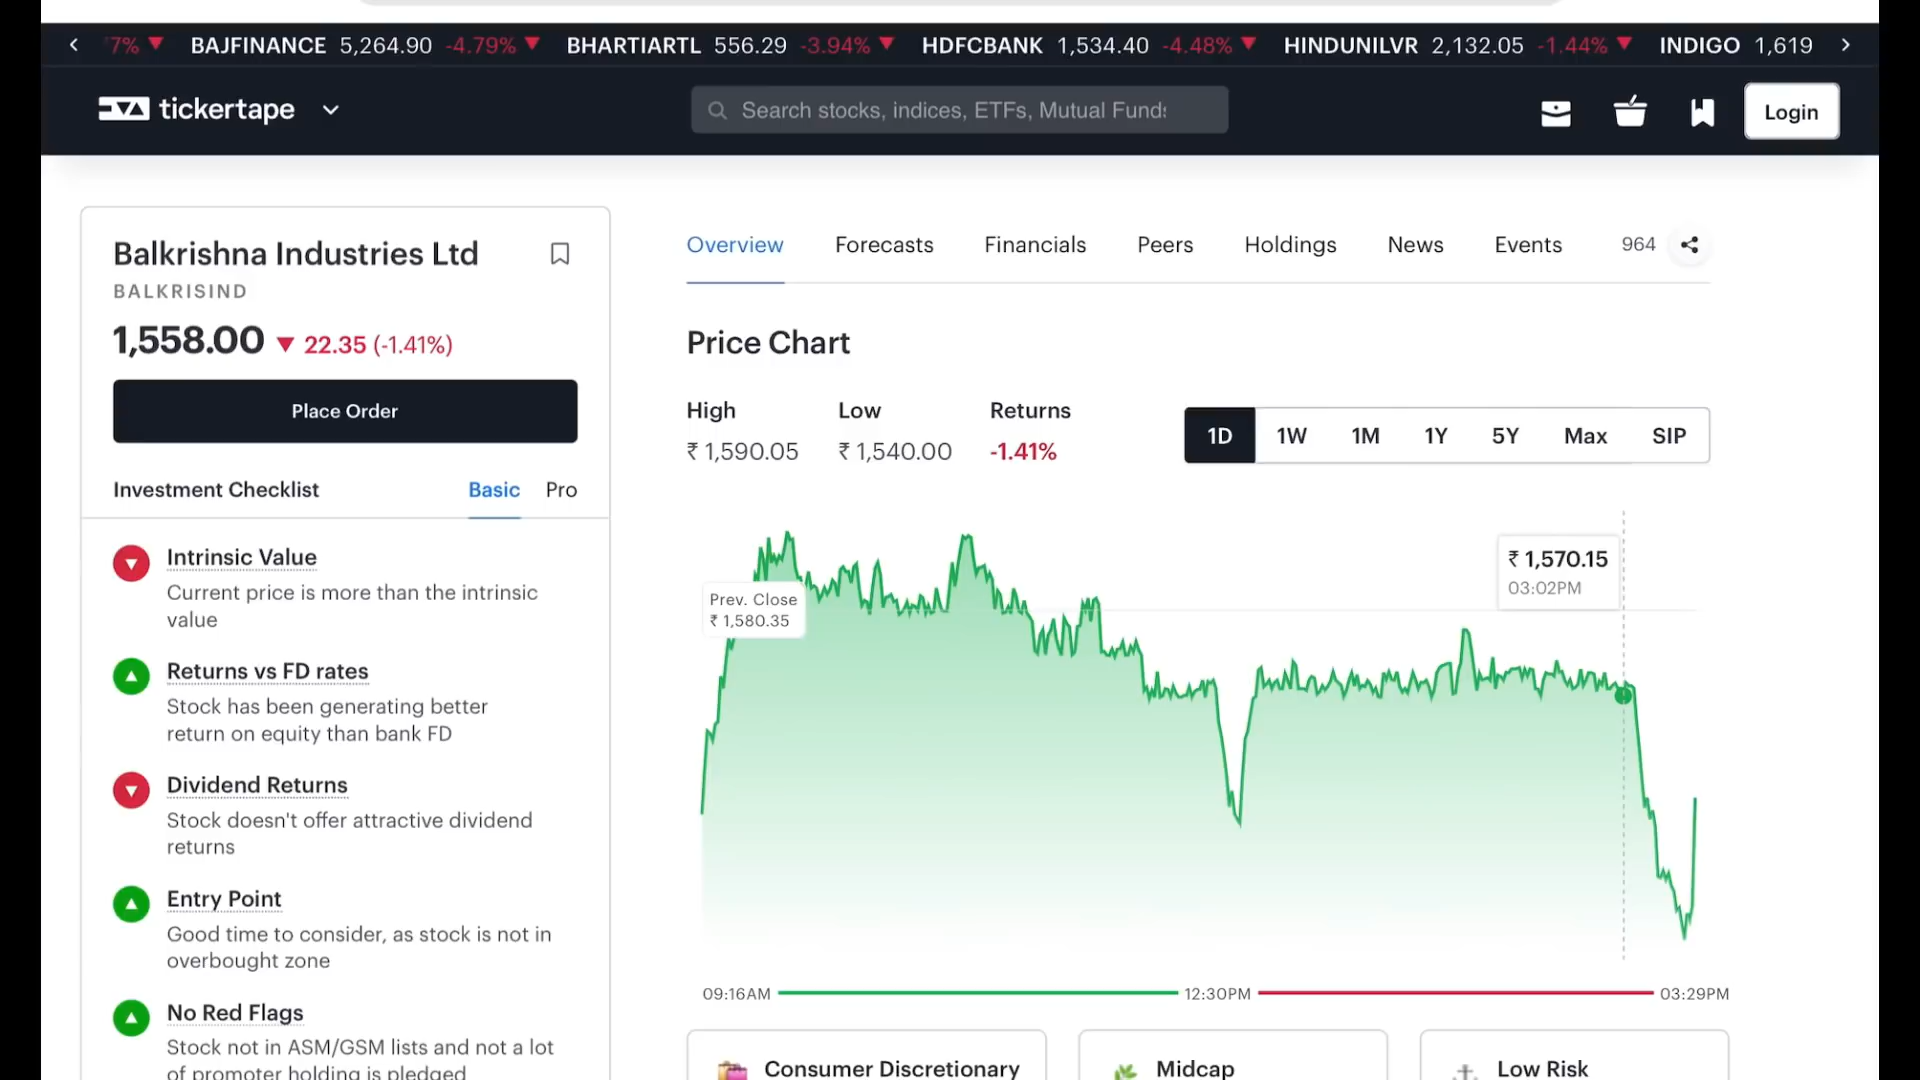 7% BAJFINANCE 5,264.90 -4.79% BHARTIARTL 556.29 -3.94% HDFCBANK 1,534.40 -4.48% HINDUNILVR 2,132.05 -1.44% INDIGO 1,619
tickertape
Search stocks, indices, ETFs, Mutual Funds
Login
Balkrishna Industries Ltd
BALKRISIND
1,558.00 22.35 (-1.41%)
Place Order
Investment Checklist Basic Pro
Intrinsic Value
Current price is more than the intrinsic
value
Returns vs FD rates
Stock has been generating better
return on equity than bank FD
Dividend Returns
Stock doesn't offer attractive dividend
returns
Entry Point
Good time to consider, as stock is not in
overbought zone
No Red Flags
Stock not in ASM/GSM lists and not a lot
of promoter holding is pledged
Overview Forecasts Financials Peers Holdings News Events 964
Price Chart
High Low Returns
₹ 1,590.05 ₹ 1,540.00 -1.41%
1D 1W 1M 1Y 5Y Max SIP
₹ 1,570.15
03:02PM
Prev. Close
₹ 1,580.35
09:16AM 12:30PM 03:29PM
Consumer Discretionary Midcap Low Risk